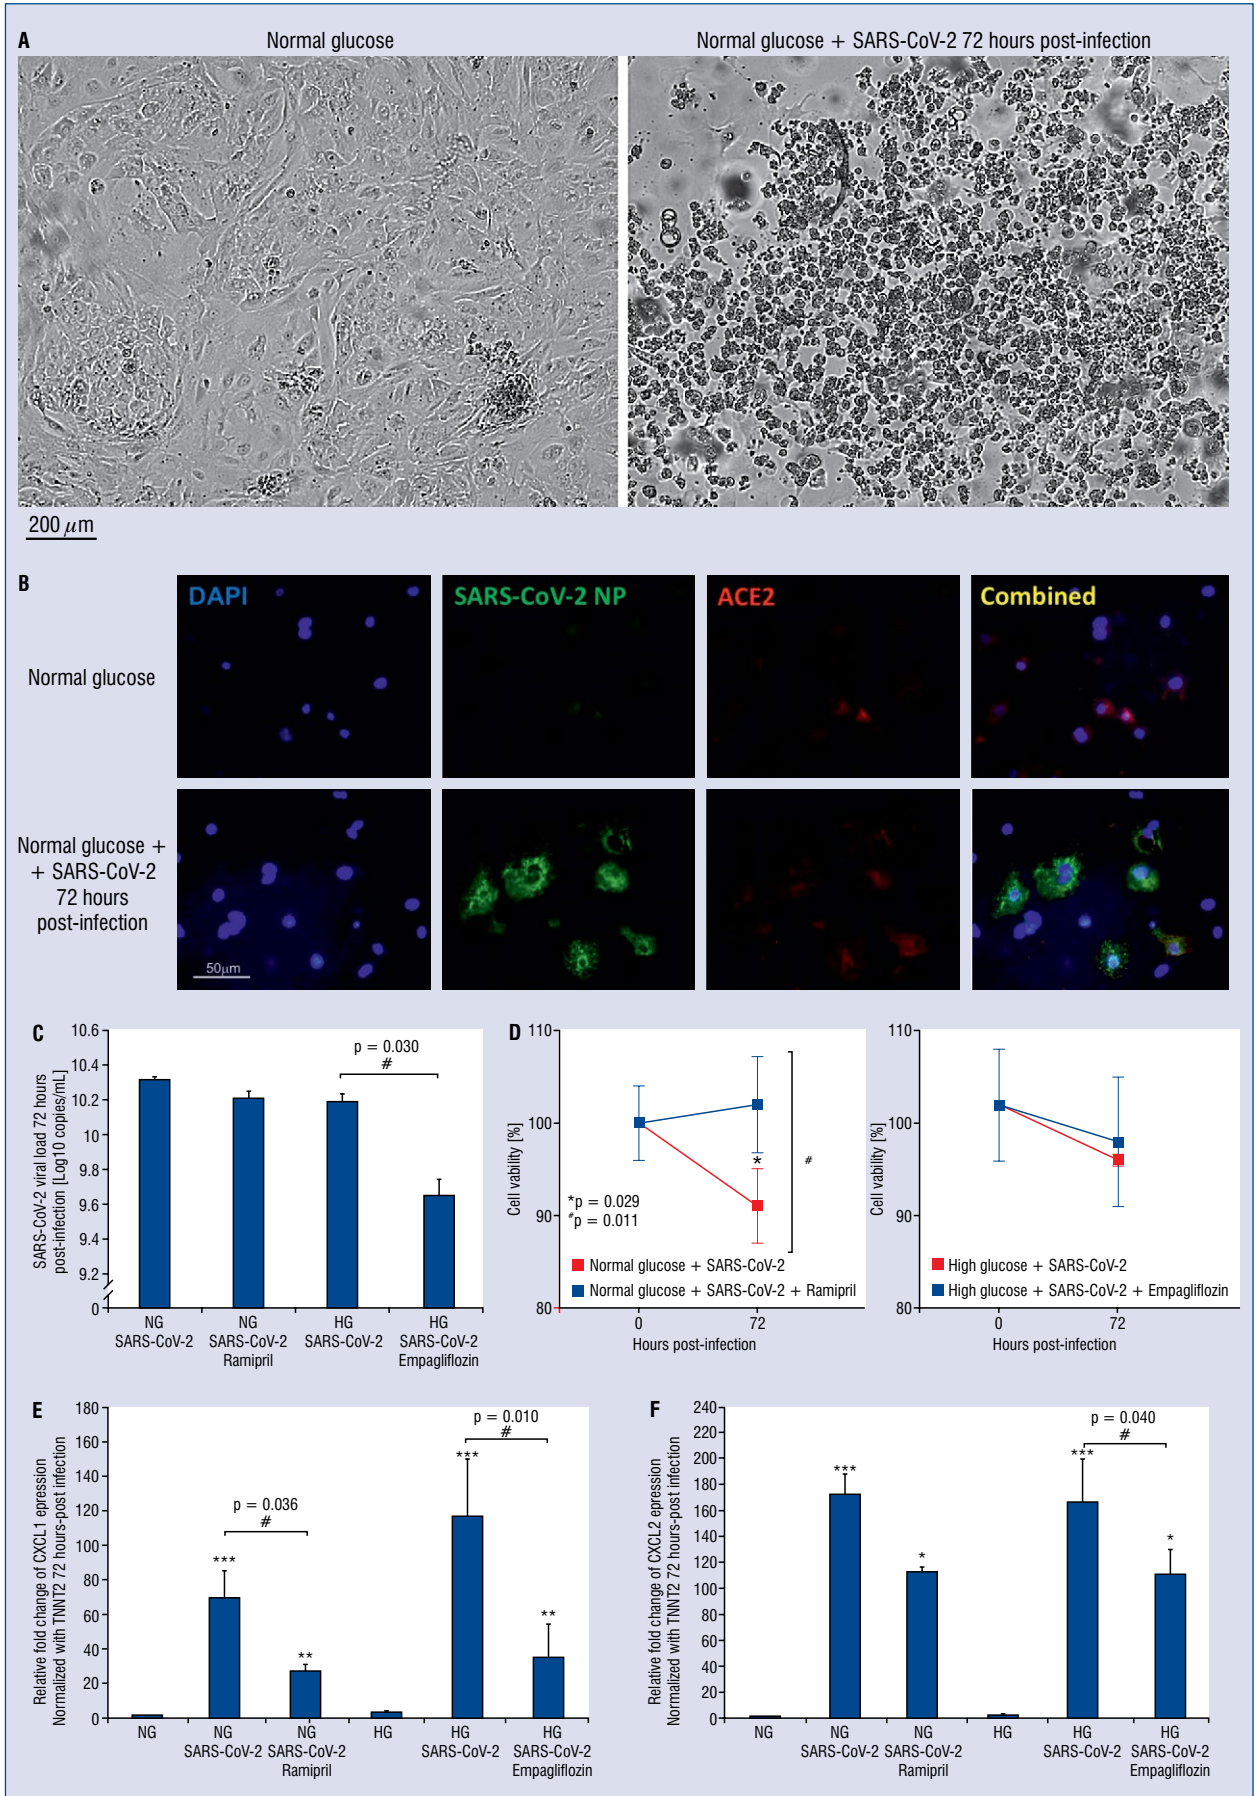 A
Normal glucose
Normal glucose + SARS-CoV-2 72 hours post-infection
200 μm
B
DAPI
SARS-CoV-2 NP
ACE2
Combined
Normal glucose
Normal glucose +
+ SARS-CoV-2
72 hours
post-infection
50μm
C
SARS-CoV-2 viral load 72 hours
post-infection [Log10 copies/mL]
10.6
10.4
10.2
10
9.8
9.6
9.4
9.2
0
p = 0.030
#
NG
SARS-CoV-2
NG
SARS-CoV-2
Ramipril
HG
SARS-CoV-2
HG
SARS-CoV-2
Empagliflozin
D
Cell viability [%]
110
100
90
80
*
#
*p = 0.029
#p = 0.011
Normal glucose + SARS-CoV-2
Normal glucose + SARS-CoV-2 + Ramipril
0
72
Hours post-infection
Cell viability [%]
110
100
90
80
High glucose + SARS-CoV-2
High glucose + SARS-CoV-2 + Empagliflozin
0
72
Hours post-infection
E
Relative fold change of CXCL1 epression
Normalized with TNNT2 72 hours-post infection
180
160
140
120
100
80
60
40
20
0
p = 0.036
#
p = 0.010
#
***
**
***
**
NG
NG
SARS-CoV-2
NG
SARS-CoV-2
Ramipril
HG
HG
SARS-CoV-2
HG
SARS-CoV-2
Empagliflozin
F
Relative fold change of CXCL2 epression
Normalized with TNNT2 72 hours-post infection
240
220
200
180
160
140
120
100
80
60
40
20
0
p = 0.040
#
***
*
***
*
NG
NG
SARS-CoV-2
NG
SARS-CoV-2
Ramipril
HG
HG
SARS-CoV-2
HG
SARS-CoV-2
Empagliflozin